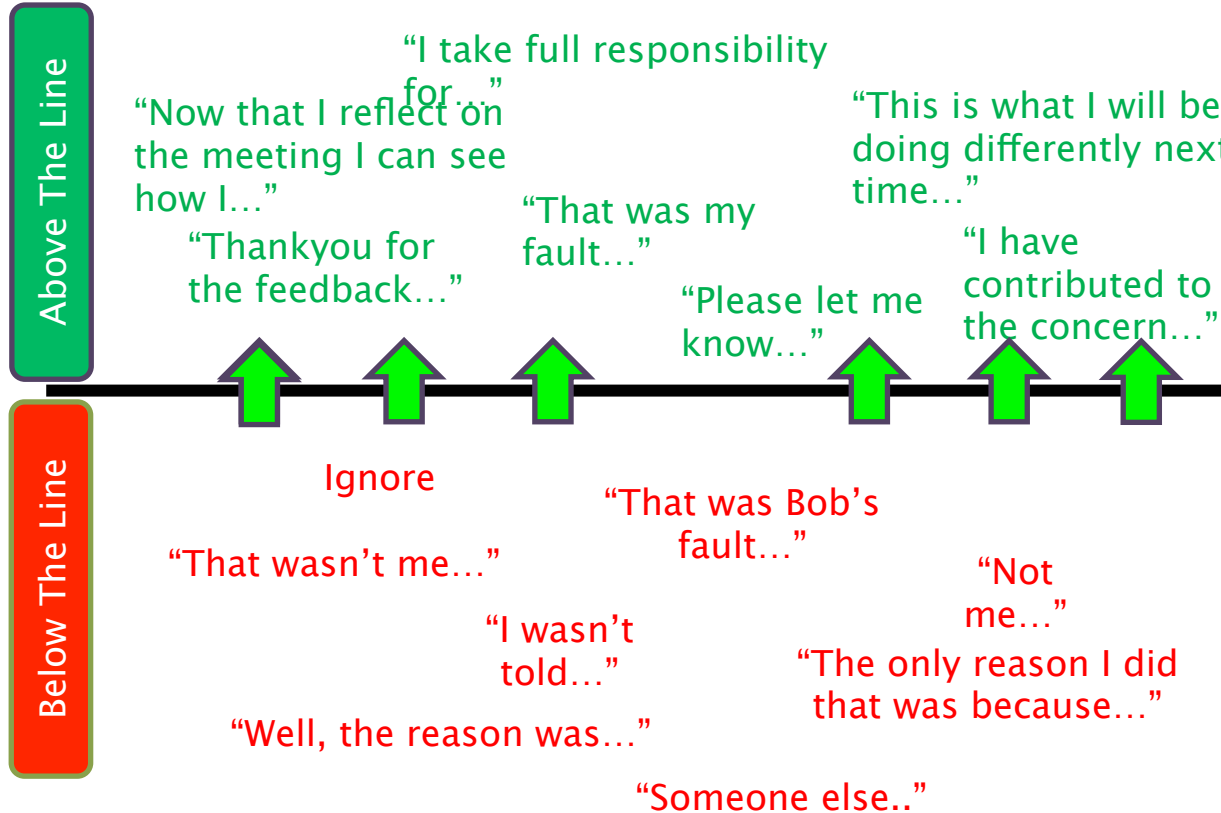 Above The Line
“I take full responsibility
for…”
“Now that I reflect on
the meeting I can see
how I…”
“This is what I will be
doing differently next
time…”
“That was my
fault…”
“Thankyou for
the feedback…”
“I have
contributed to
the concern…”
“Please let me
know…”
Below The Line
Ignore
“That was Bob’s
fault…”
“That wasn’t me…”
“Not
me…”
“I wasn’t
told…”
“The only reason I did
that was because…”
“Well, the reason was…”
“Someone else..”